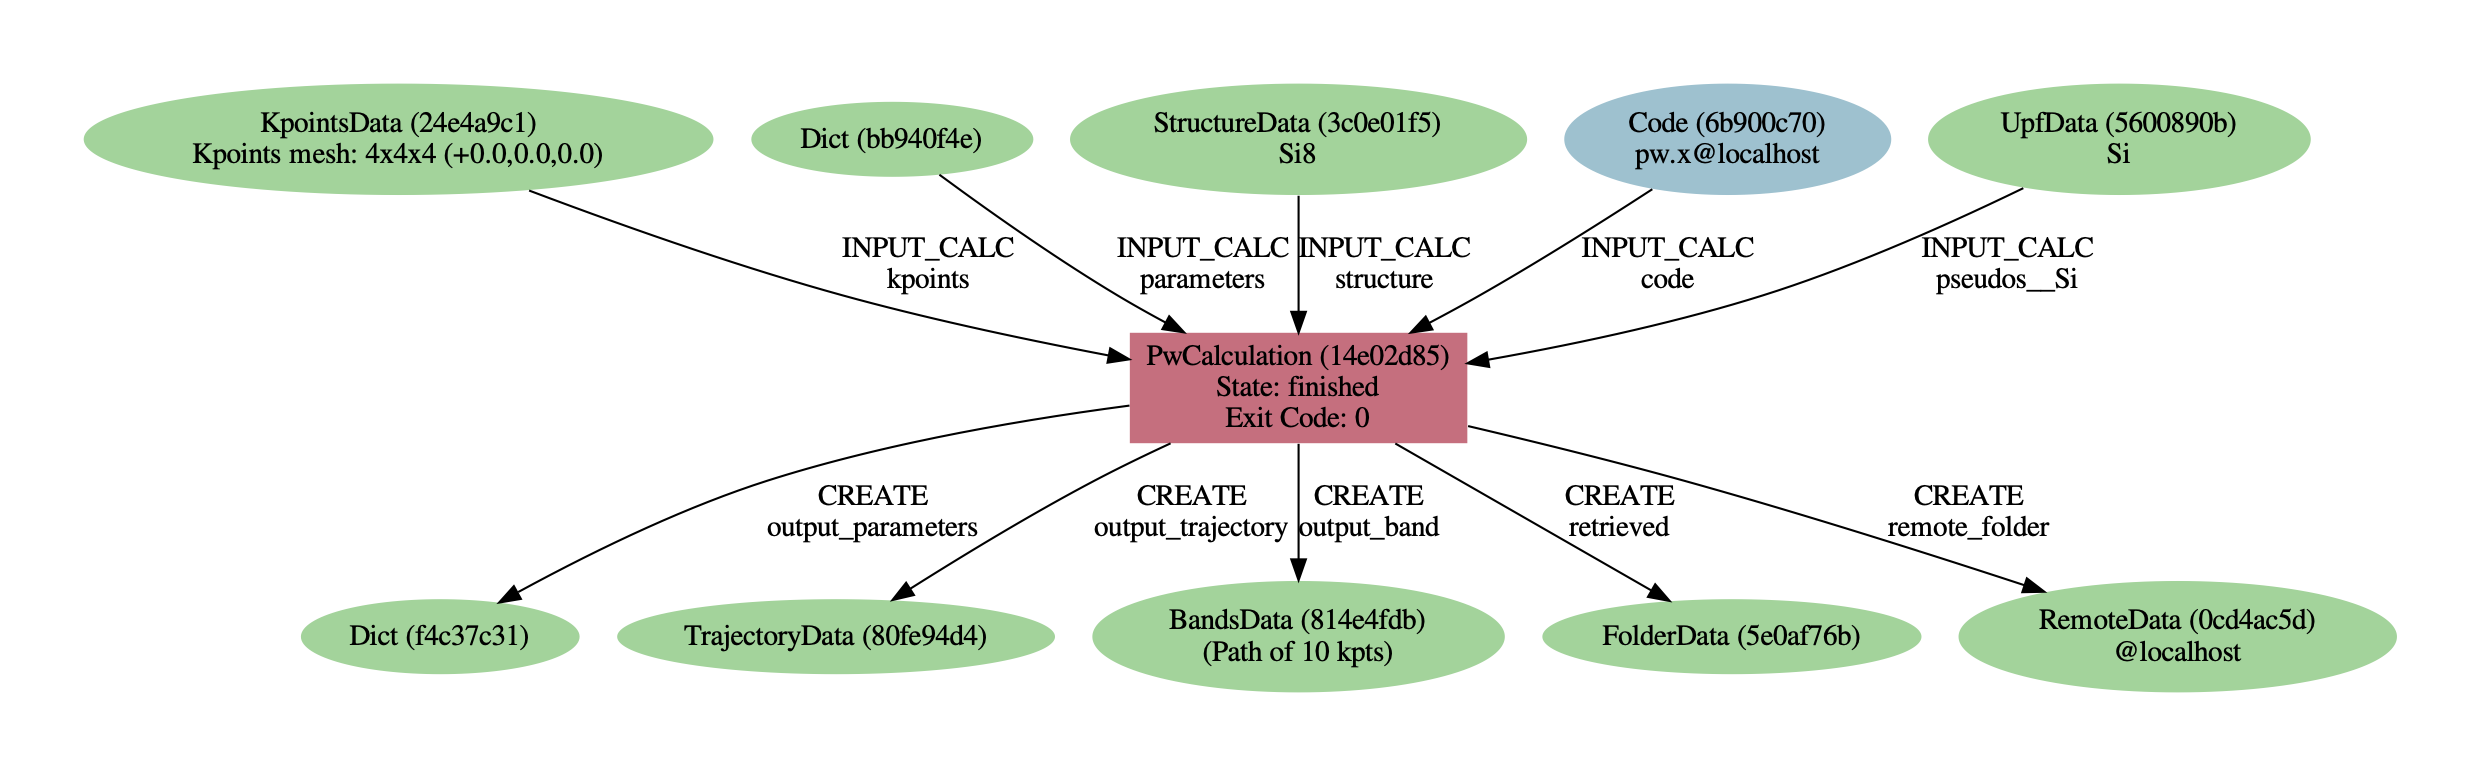 KpointsData (24e4a9c1)
Kpoints mesh: 4x4x4 (+0.0,0.0,0.0)
Dict (bb940f4e)
StructureData (3c0e01f5)
Si8
Code (6b900c70)
pw.x@localhost
UpfData (5600890b)
Si
INPUT_CALC
kpoints
INPUT_CALC
parameters
INPUT_CALC
structure
INPUT_CALC
code
INPUT_CALC
pseudos__Si
PwCalculation (14e02d85)
State: finished
Exit Code: 0
CREATE
output_parameters
CREATE
output_trajectory
CREATE
output_band
CREATE
retrieved
CREATE
remote_folder
Dict (f4c37c31)
TrajectoryData (80fe94d4)
BandsData (814e4fdb)
(Path of 10 kpts)
FolderData (5e0af76b)
RemoteData (0cd4ac5d)
@localhost